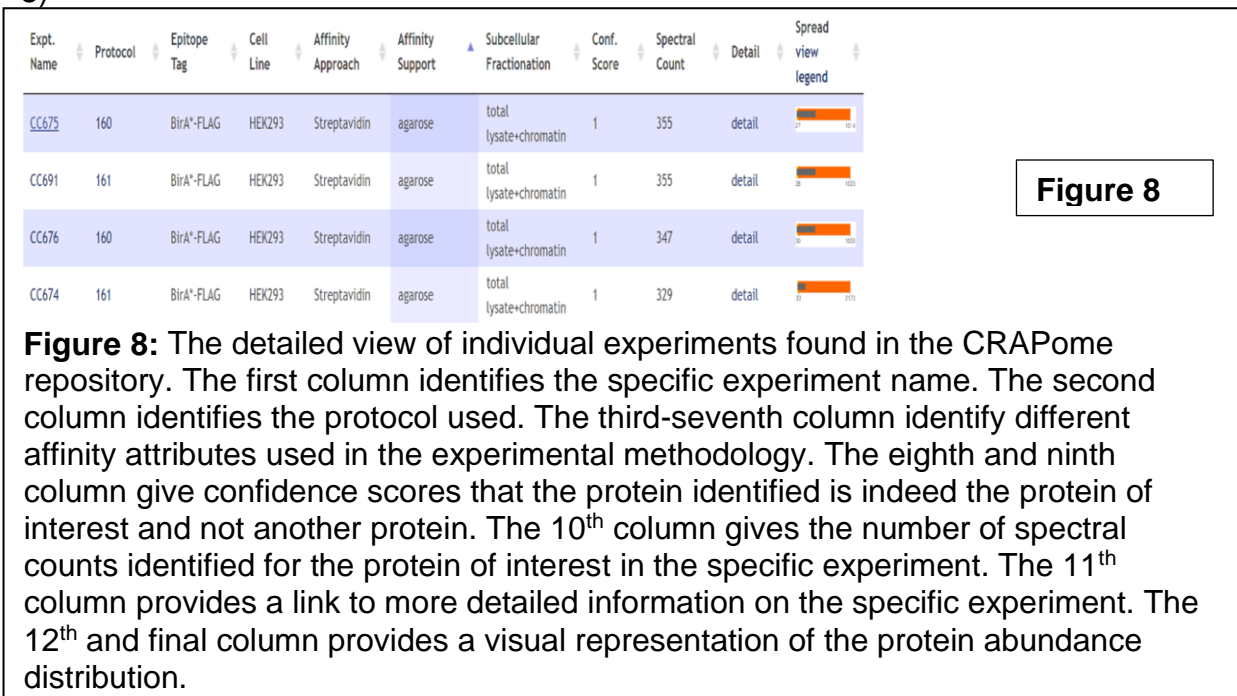 Expt. Name Protocol Epitope Tag Cell Line Affinity Approach Affinity Support Subcellular Fractionation Conf. Score Spectral Count Detail Spread view legend
CC675 160 BirA*-FLAG HEK293 Streptavidin agarose total lysate+chromatin 1 355 detail
CC691 161 BirA*-FLAG HEK293 Streptavidin agarose total lysate+chromatin 1 355 detail
CC676 160 BirA*-FLAG HEK293 Streptavidin agarose total lysate+chromatin 1 347 detail
CC674 161 BirA*-FLAG HEK293 Streptavidin agarose total lysate+chromatin 1 329 detail
Figure 8
Figure 8: The detailed view of individual experiments found in the CRAPome
repository. The first column identifies the specific experiment name. The second
column identifies the protocol used. The third-seventh column identify different
affinity attributes used in the experimental methodology. The eighth and ninth
column give confidence scores that the protein identified is indeed the protein of
interest and not another protein. The 10th column gives the number of spectral
counts identified for the protein of interest in the specific experiment. The 11th
column provides a link to more detailed information on the specific experiment. The
12th and final column provides a visual representation of the protein abundance
distribution.